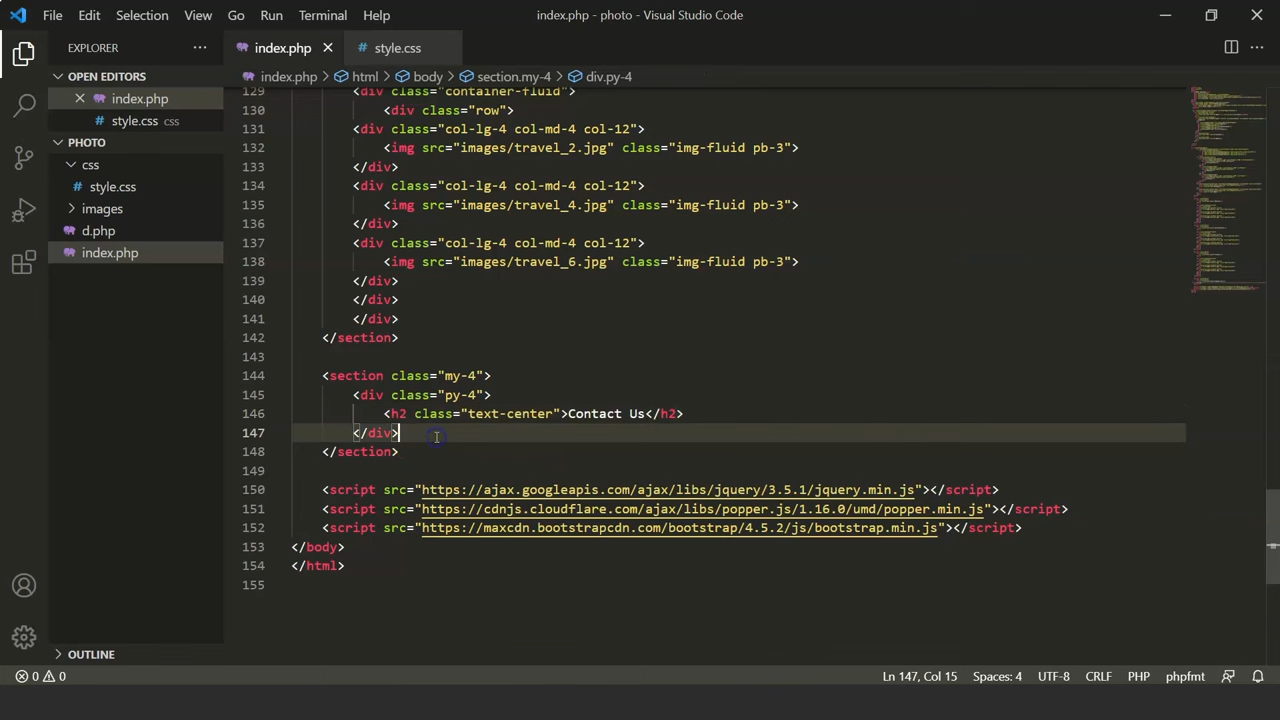 File Edit Selection View Go Run Terminal Help index.php - photo - Visual Studio Code
EXPLORER ··· index.php # style.css
index.php > html > body > section.my-4 > div.py-4
OPEN EDITORS
index.php
# style.css css
PHOTO
css
# style.css
images
d.php
index.php
129 <div class="container-fluid">
130 <div class="row">
131 <div class="col-lg-4 col-md-4 col-12">
132 <img src="images/travel_2.jpg" class="img-fluid pb-3">
133 </div>
134 <div class="col-lg-4 col-md-4 col-12">
135 <img src="images/travel_4.jpg" class="img-fluid pb-3">
136 </div>
137 <div class="col-lg-4 col-md-4 col-12">
138 <img src="images/travel_6.jpg" class="img-fluid pb-3">
139 </div>
140 </div>
141 </div>
142 </section>
143
144 <section class="my-4">
145 <div class="py-4">
146 <h2 class="text-center">Contact Us</h2>
147 </div>
148 </section>
149
150 <script src="https://ajax.googleapis.com/ajax/libs/jquery/3.5.1/jquery.min.js"></script>
151 <script src="https://cdnjs.cloudflare.com/ajax/libs/popper.js/1.16.0/umd/popper.min.js"></script>
152 <script src="https://maxcdn.bootstrapcdn.com/bootstrap/4.5.2/js/bootstrap.min.js"></script>
153 </body>
154 </html>
155
OUTLINE
0 0 Ln 147, Col 15 Spaces: 4 UTF-8 CRLF PHP phpfmt